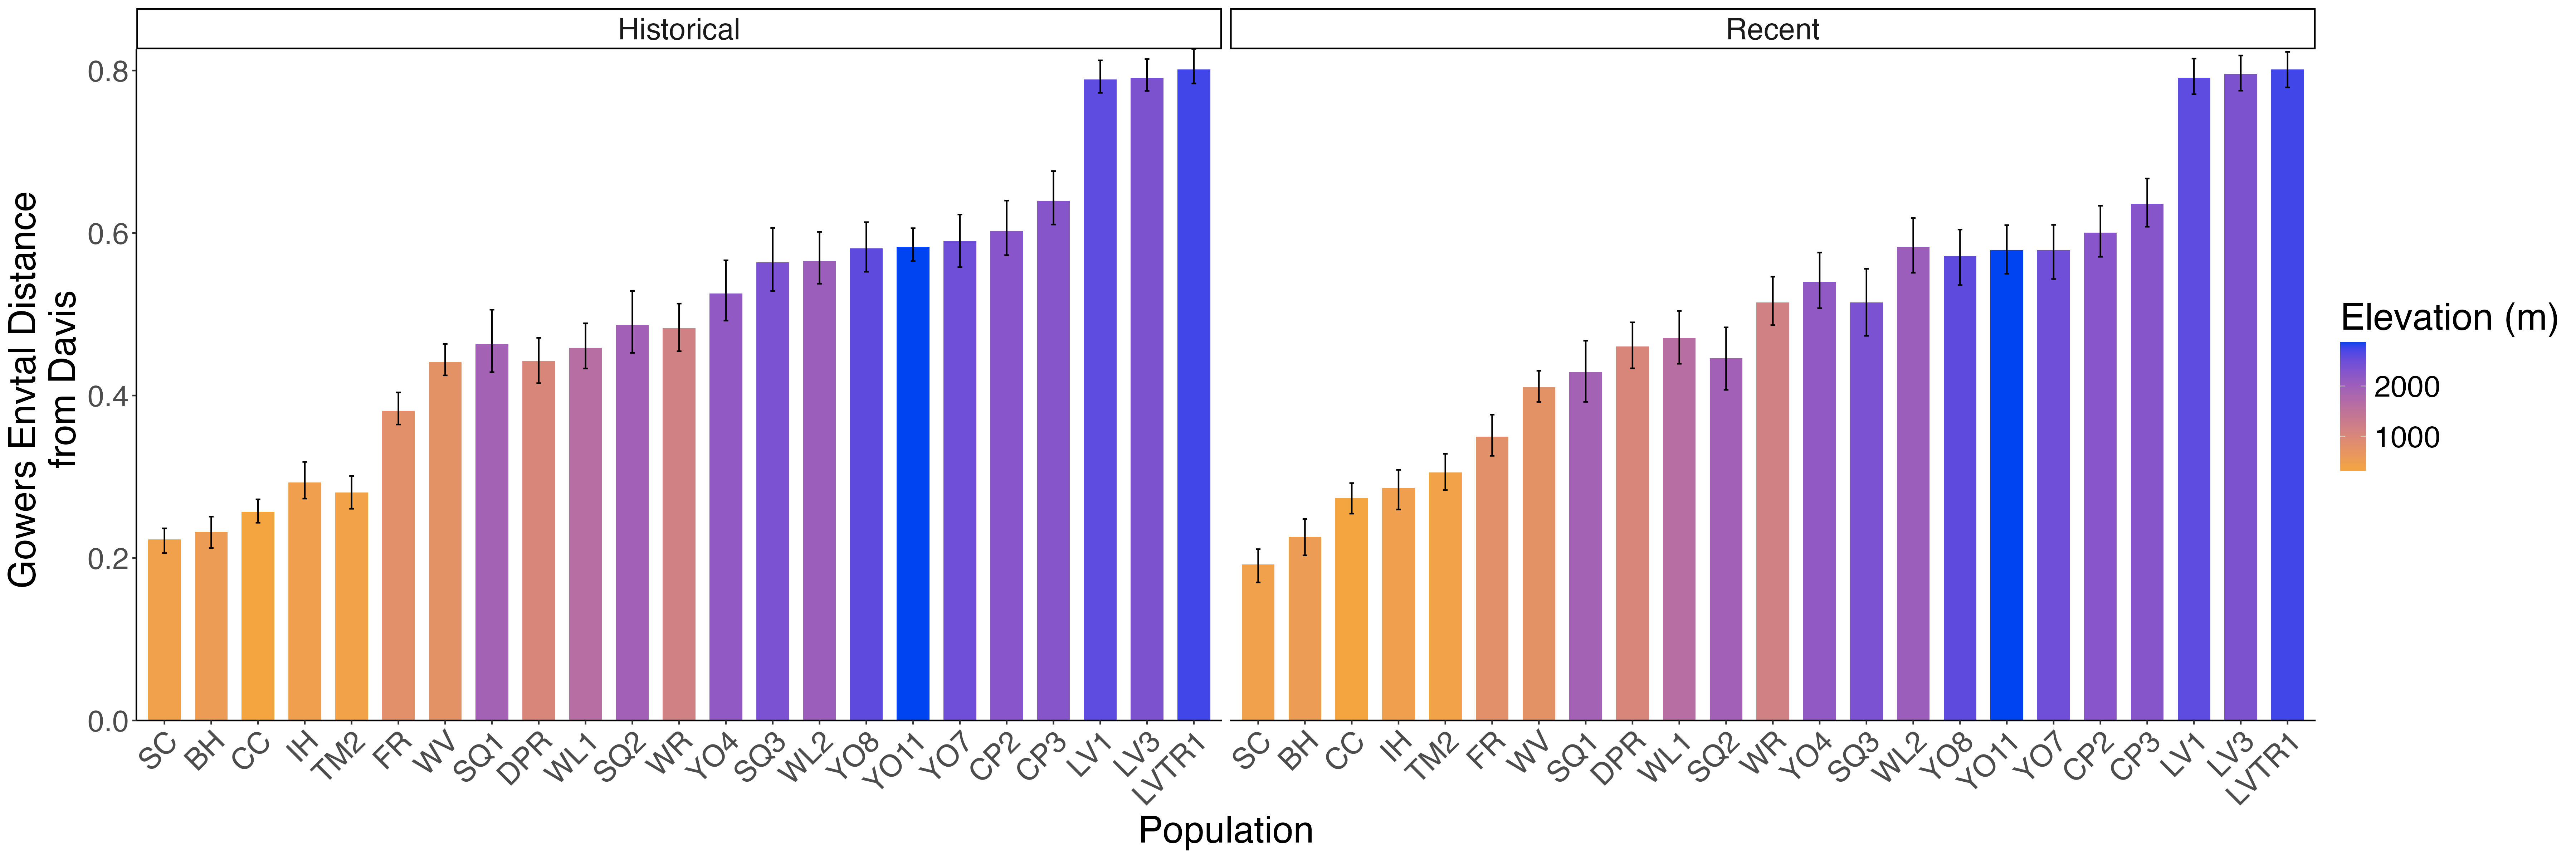 Historical
Recent
Gowers Envtal Distance
from Davis
0.8
0.6
0.4
0.2
0.0
SC BH CC IH TM2 FR WV SQ1 DPR WL1 SQ2 WR YO4 SQ3 WL2 YO8 YO11 YO7 CP2 CP3 LV1 LV3 LVTR1
SC BH CC IH TM2 FR WV SQ1 DPR WL1 SQ2 WR YO4 SQ3 WL2 YO8 YO11 YO7 CP2 CP3 LV1 LV3 LVTR1
Population
Elevation (m)
2000
1000